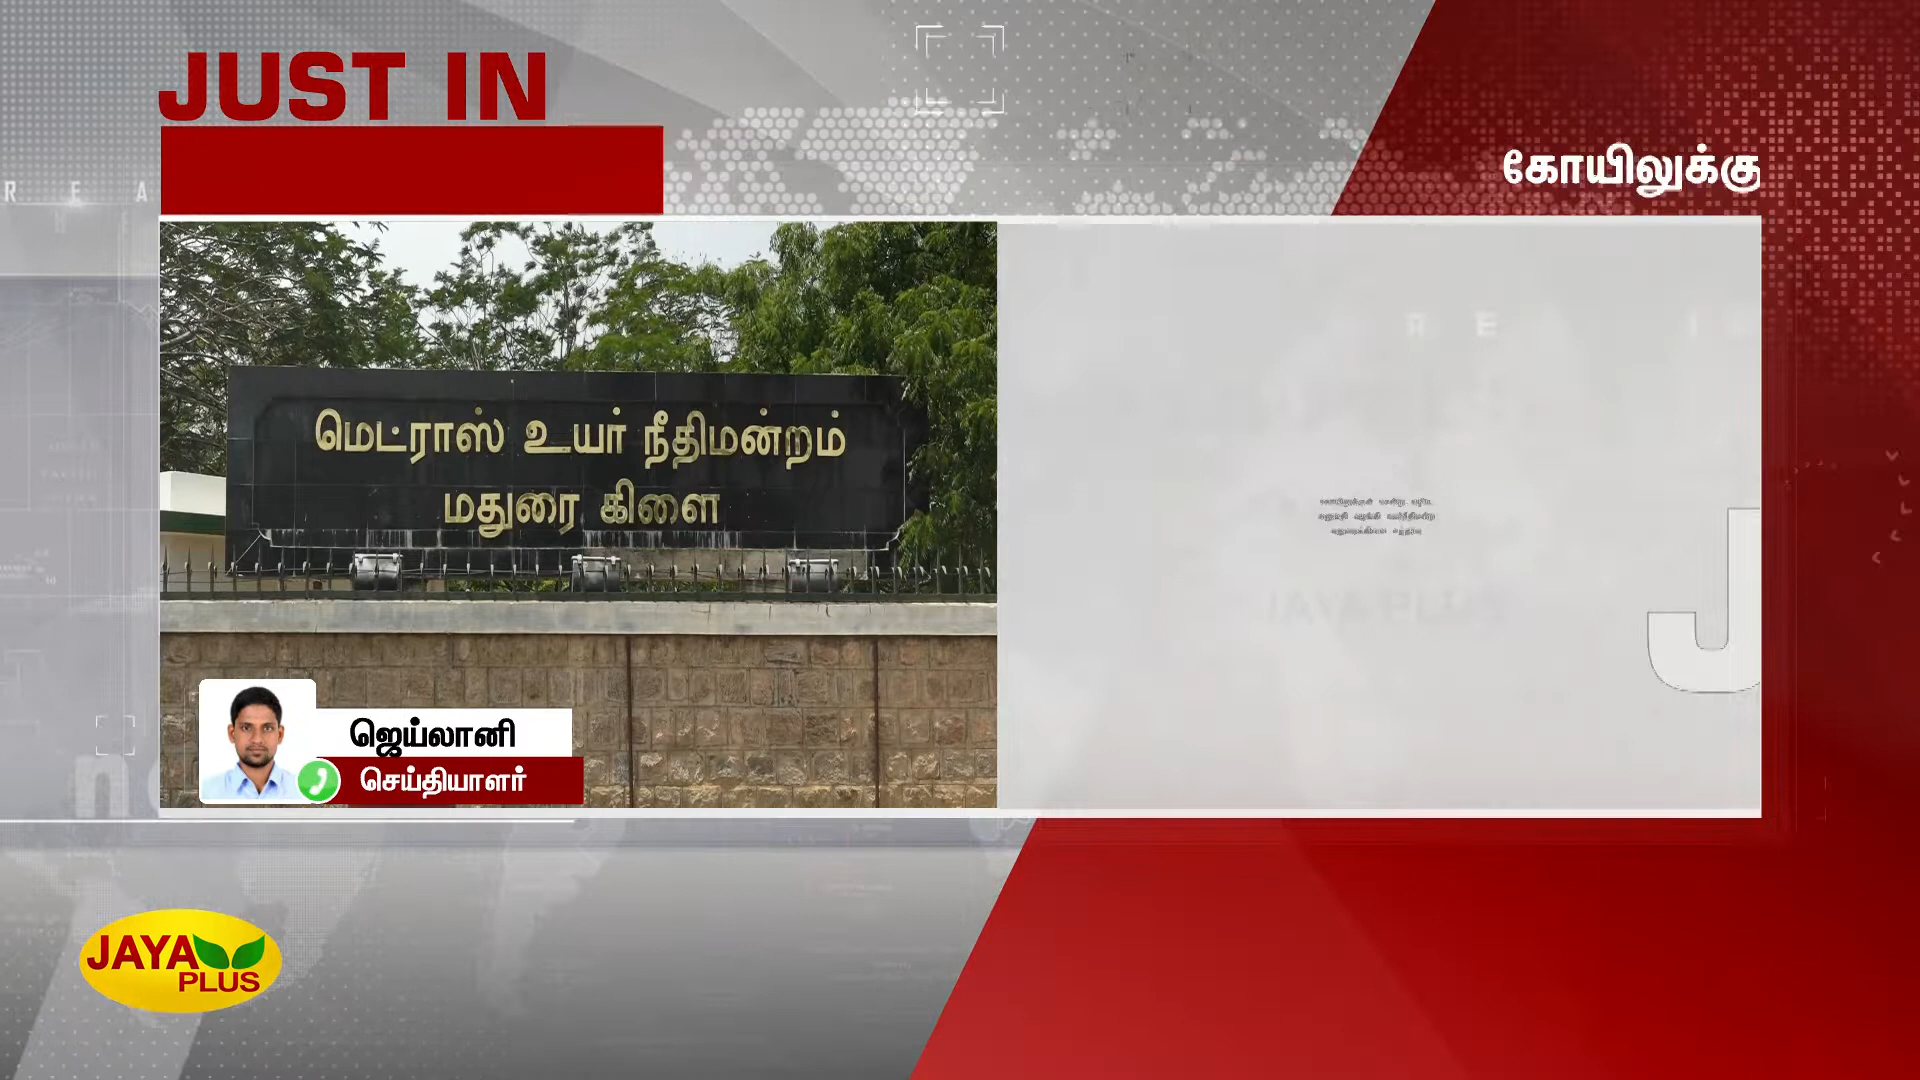 JUST IN
கோயிலுக்கு
மெட்ராஸ் உயர் நீதிமன்றம்
மதுரை கிளை
ஜெய்லானி
செய்தியாளர்
JAYA
PLUS